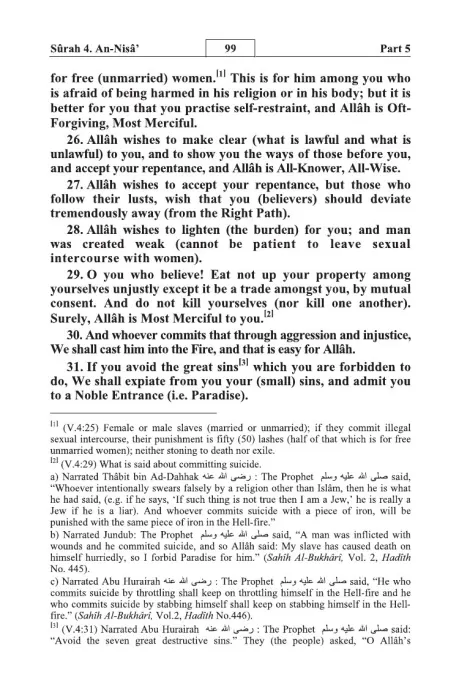 Sûrah 4. An-Nisâ’ 99 Part 5
for free (unmarried) women.[1] This is for him among you who
is afraid of being harmed in his religion or in his body; but it is
better for you that you practise self-restraint, and Allâh is Oft-
Forgiving, Most Merciful.
26. Allâh wishes to make clear (what is lawful and what is
unlawful) to you, and to show you the ways of those before you,
and accept your repentance, and Allâh is All-Knower, All-Wise.
27. Allâh wishes to accept your repentance, but those who
follow their lusts, wish that you (believers) should deviate
tremendously away (from the Right Path).
28. Allâh wishes to lighten (the burden) for you; and man
was created weak (cannot be patient to leave sexual
intercourse with women).
29. O you who believe! Eat not up your property among
yourselves unjustly except it be a trade amongst you, by mutual
consent. And do not kill yourselves (nor kill one another).
Surely, Allâh is Most Merciful to you.[2]
30. And whoever commits that through aggression and injustice,
We shall cast him into the Fire, and that is easy for Allâh.
31. If you avoid the great sins[3] which you are forbidden to
do, We shall expiate from you your (small) sins, and admit you
to a Noble Entrance (i.e. Paradise).
[1] (V.4:25) Female or male slaves (married or unmarried); if they commit illegal
sexual intercourse, their punishment is fifty (50) lashes (half of that which is for free
unmarried women); neither stoning to death nor exile.
[2] (V.4:29) What is said about committing suicide.
a) Narrated Thâbit bin Ad-Dahhak رضى الله عنه : The Prophet صلى الله عليه وسلم said,
“Whoever intentionally swears falsely by a religion other than Islâm, then he is what
he had said, (e.g. if he says, ‘If such thing is not true then I am a Jew,’ he is really a
Jew if he is a liar). And whoever commits suicide with a piece of iron, will be
punished with the same piece of iron in the Hell-fire.”
b) Narrated Jundub: The Prophet صلى الله عليه وسلم said, “A man was inflicted with
wounds and he commited suicide, and so Allâh said: My slave has caused death on
himself hurriedly, so I forbid Paradise for him.” (Sahîh Al-Bukhârî, Vol. 2, Hadîth
No. 445).
c) Narrated Abu Hurairah رضى الله عنه : The Prophet صلى الله عليه وسلم said, “He who
commits suicide by throttling shall keep on throttling himself in the Hell-fire and he
who commits suicide by stabbing himself shall keep on stabbing himself in the Hell-
fire.” (Sahîh Al-Bukhârî, Vol.2, Hadîth No.446).
[3] (V.4:31) Narrated Abu Hurairah رضى الله عنه : The Prophet صلى الله عليه وسلم said:
“Avoid the seven great destructive sins.” They (the people) asked, “O Allâh’s